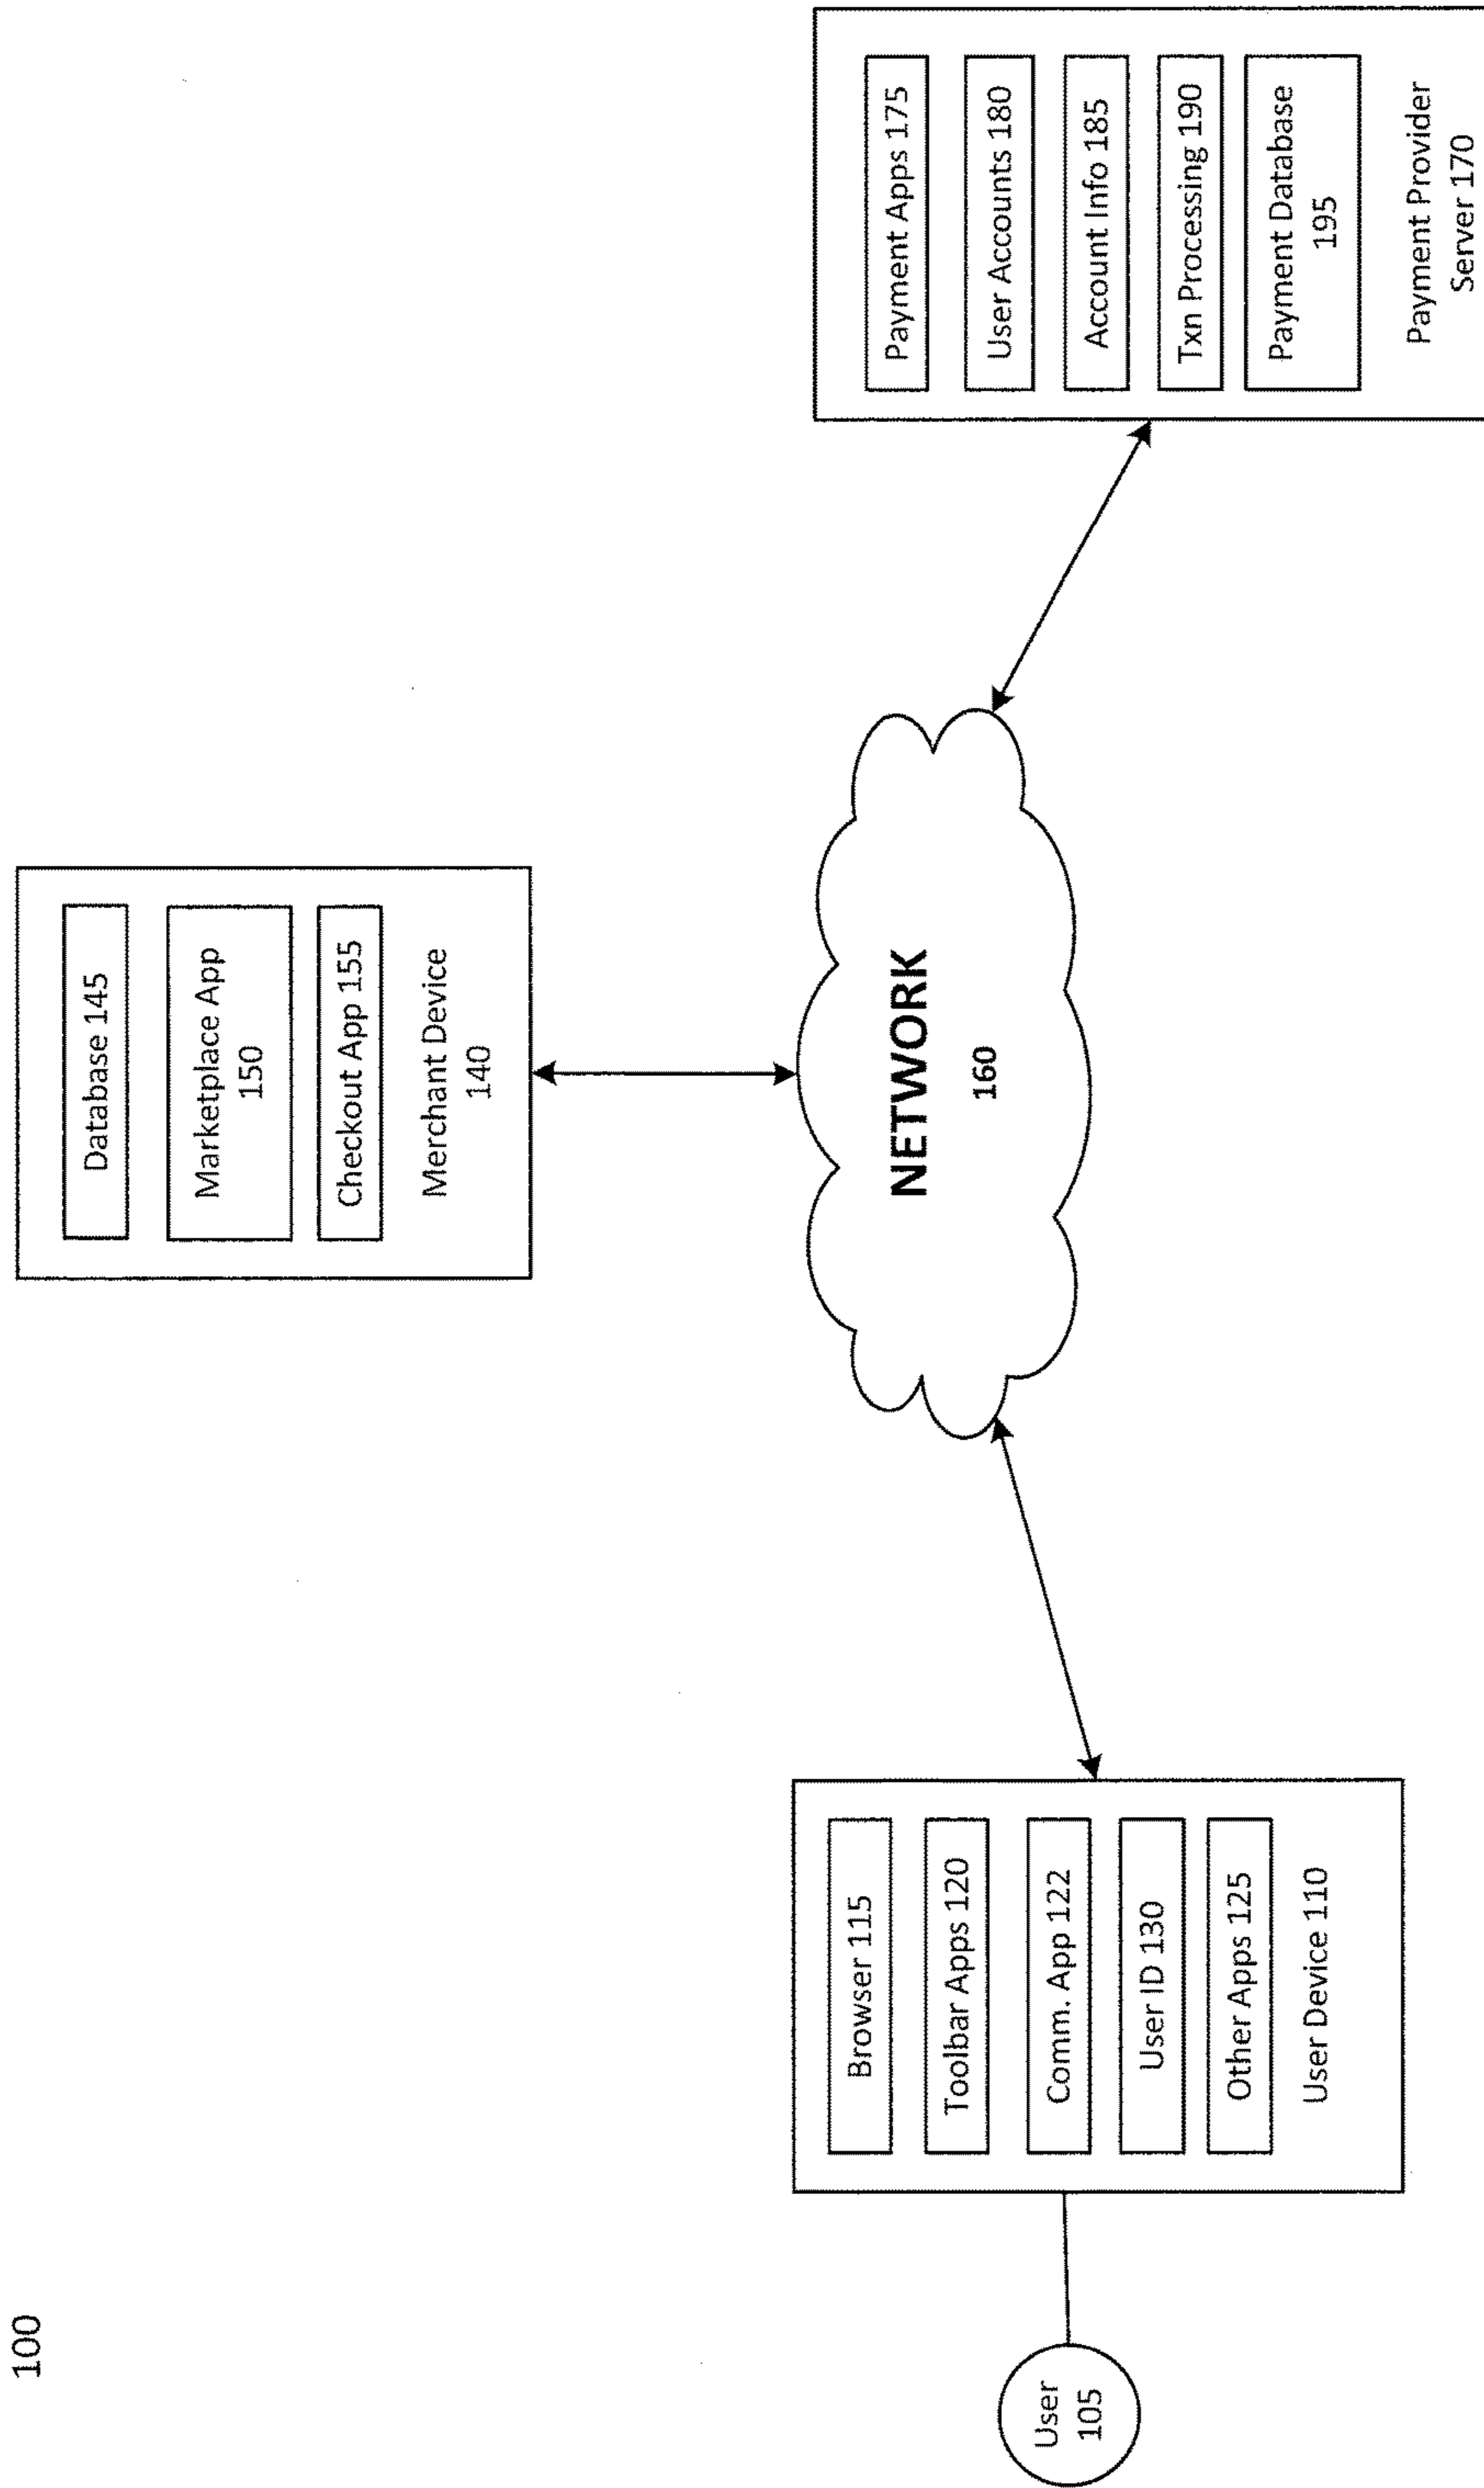 100
Database 145
Marketplace App
150
Checkout App 155
Merchant Device
140
NETWORK
160
User
105
Browser 115
Toolbar Apps 120
Comm. App 122
User ID 130
Other Apps 125
User Device 110
Payment Apps 175
User Accounts 180
Account Info 185
Txn Processing 190
Payment Database
195
Payment Provider
Server 170